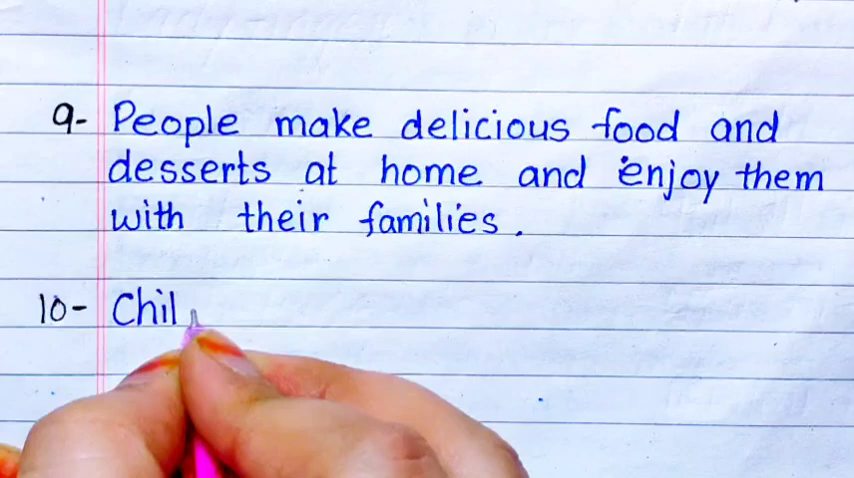 9- People make delicious food and
desserts at home and enjoy them
with their families.
10- Chil